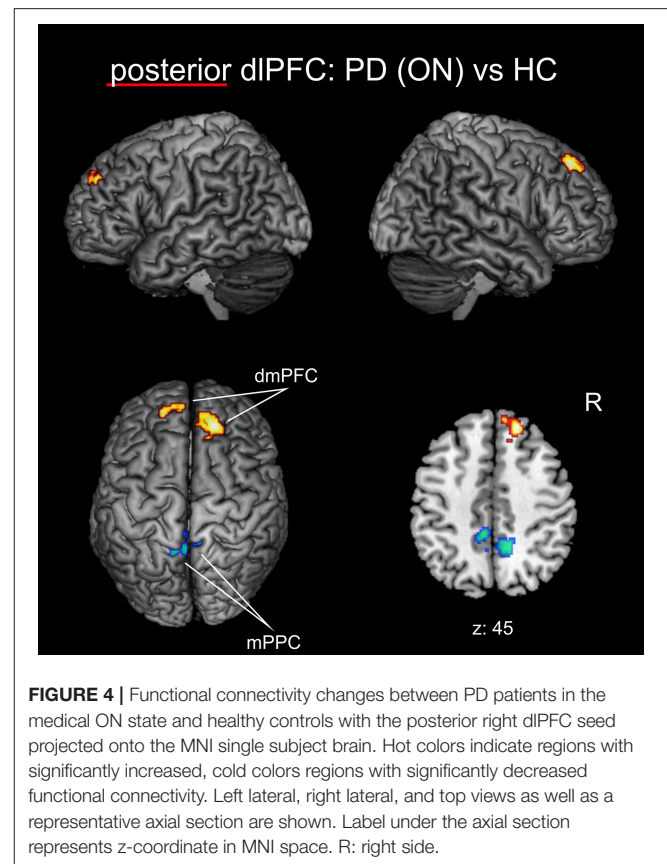 posterior dlPFC: PD (ON) vs HC
dmPFC
R
mPPC
z: 45
FIGURE 4 | Functional connectivity changes between PD patients in the
medical ON state and healthy controls with the posterior right dlPFC seed
projected onto the MNI single subject brain. Hot colors indicate regions with
significantly increased, cold colors regions with significantly decreased
functional connectivity. Left lateral, right lateral, and top views as well as a
representative axial section are shown. Label under the axial section
represents z-coordinate in MNI space. R: right side.